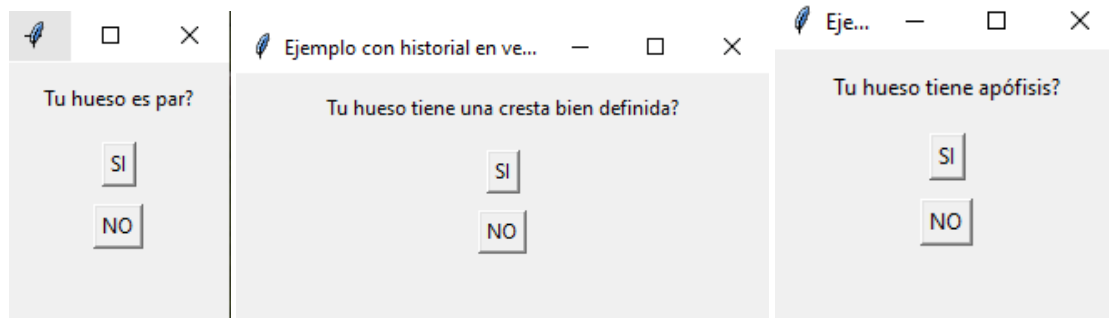 Tu hueso es par?
SI
NO
Ejemplo con historial en ve...
Tu hueso tiene una cresta bien definida?
SI
NO
Eje...
Tu hueso tiene apófisis?
SI
NO